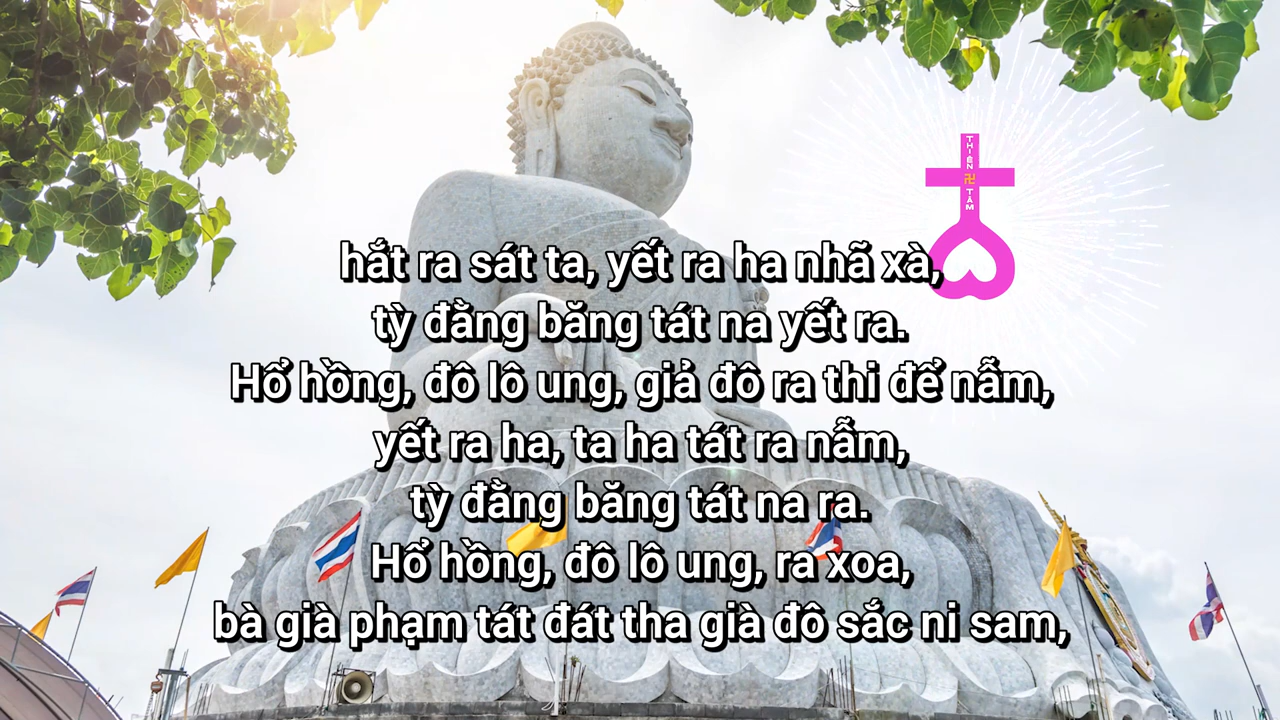 THIỆN
卍
TÂM
hắt ra sát ta, yết ra ha nhã xà,
tỳ đằng băng tát na yết ra.
Hổ hồng, đô lô ung, giả đô ra thi để nẫm,
yết ra ha, ta ha tát ra nẫm,
tỳ đằng băng tát na ra.
Hổ hồng, đô lô ung, ra xoa,
bà già phạm tát đát tha già đô sắc ni sam,